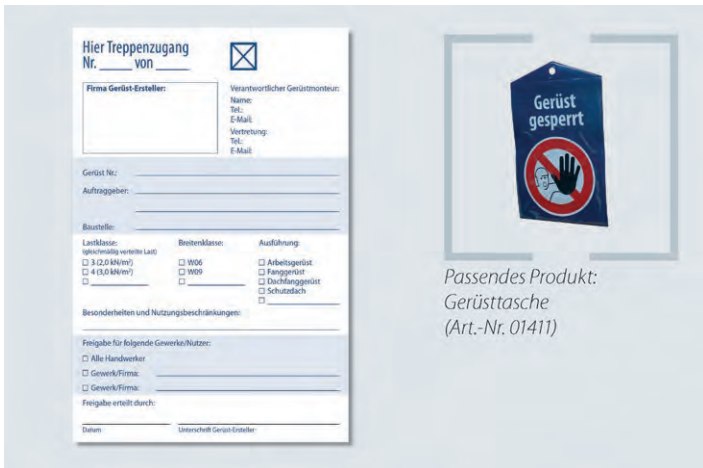 Hier Treppenzugang
Nr. _____ von _____
Firma Gerüst-Ersteller:
Verantwortlicher Gerüstmonteur:
Name:
Tel.:
E-Mail:
Vertretung:
Tel.:
E-Mail:
Gerüst Nr.:
Auftraggeber:
Baustelle:
Lastklasse:
(gleichmäßig verteilte Last)
☐ 3 (2,0 kN/m²)
☐ 4 (3,0 kN/m²)
☐
Breitenklasse:
☐ W06
☐ W09
☐
Ausführung:
☐ Arbeitsgerüst
☐ Fanggerüst
☐ Dachfanggerüst
☐ Schutzdach
☐
Besonderheiten und Nutzungsbeschränkungen:
Freigabe für folgende Gewerke/Nutzer:
☐ Alle Handwerker
☐ Gewerk/Firma:
☐ Gewerk/Firma:
Freigabe erteilt durch:
Datum
Unterschrift Gerüst-Ersteller
Gerüst
gesperrt
Passendes Produkt:
Gerüsttasche
(Art.-Nr. 01411)